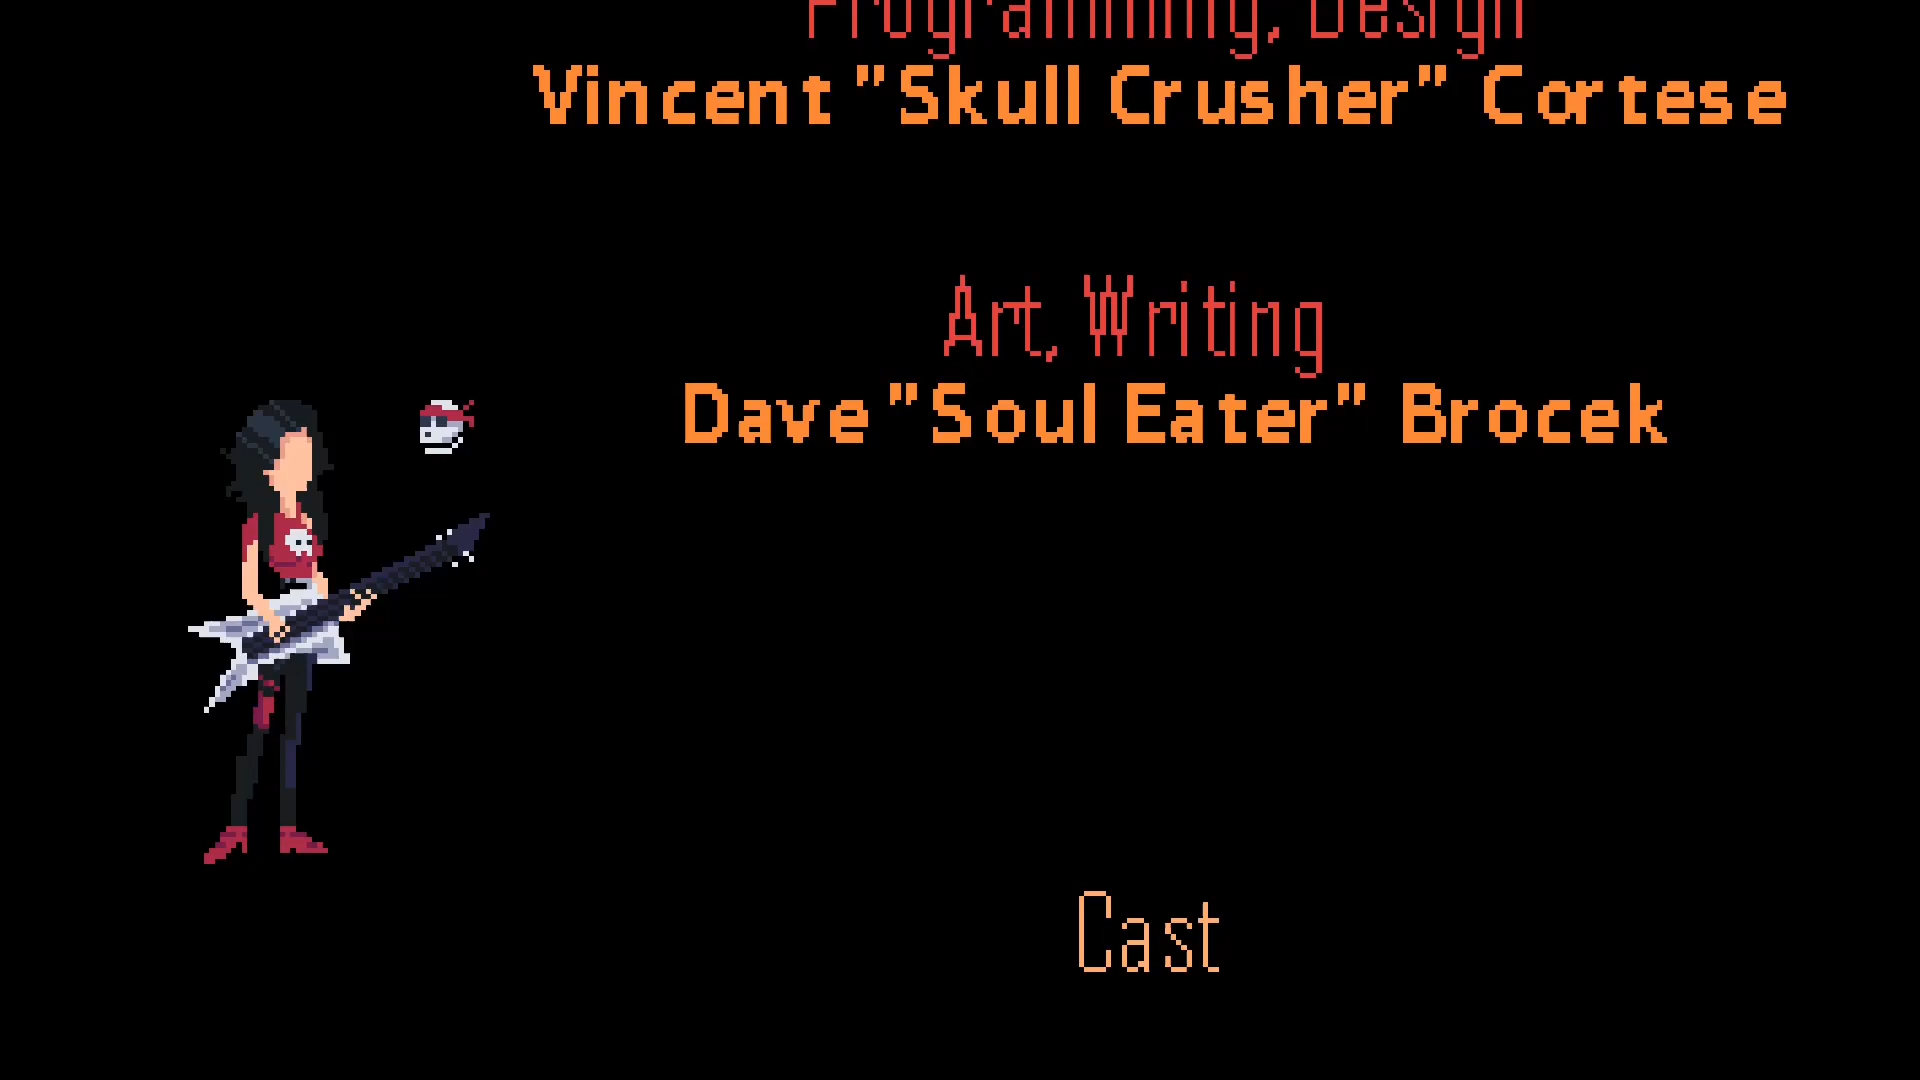 Programming, Design
Vincent "Skull Crusher" Cortese
Art, Writing
Dave "Soul Eater" Brocek
Cast